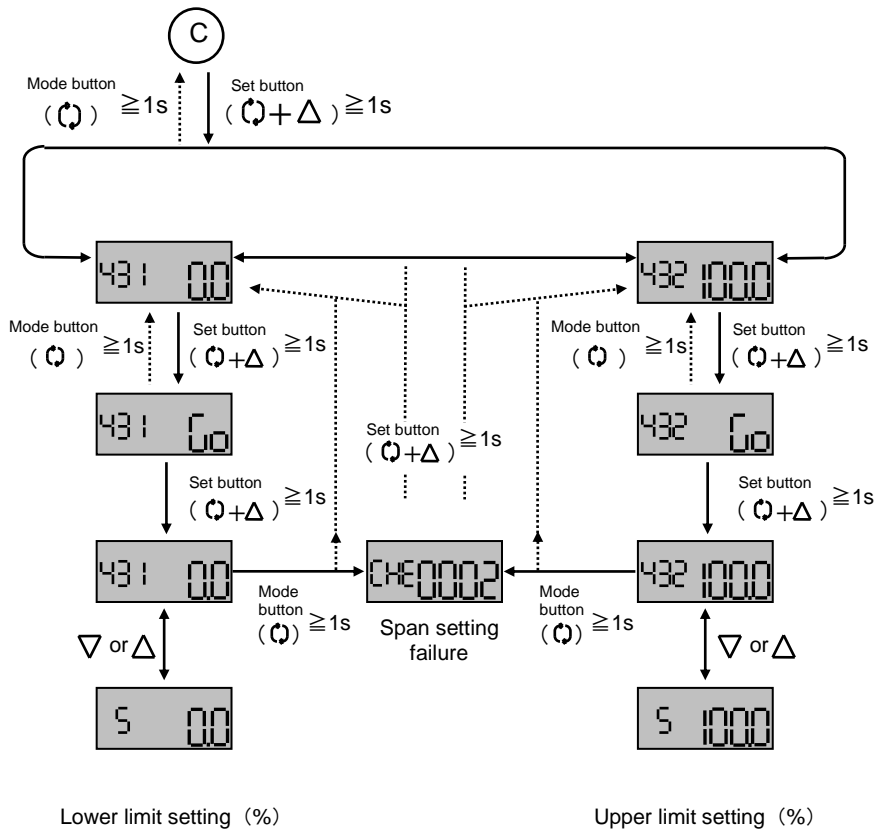 C
Mode button
( ) ≧1s
Set button
( + △ ) ≧1s
431 0.0
432 100.0
Mode button
( ) ≧1s
Set button
( +△ ) ≧1s
Mode button
( ) ≧1s
Set button
( +△ ) ≧1s
431 Go
432 Go
Set button
( +△ ) ≧1s
Set button
( +△ ) ≧1s
Set button
( +△ ) ≧1s
431 0.0
CHE0002
432 100.0
Mode
button
( ) ≧1s
Span setting
failure
Mode
button
( ) ≧1s
▽ or △
▽ or △
S 0.0
S 100.0
Lower limit setting (%)
Upper limit setting (%)